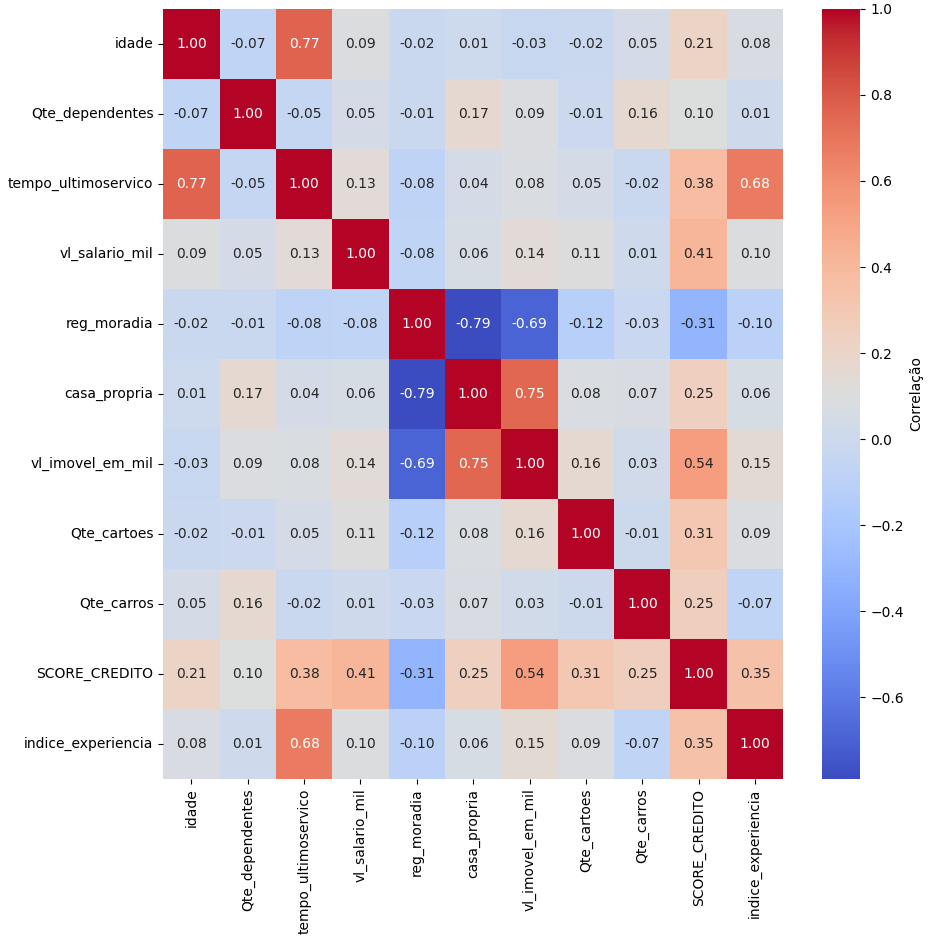 idade 1.00 -0.07 0.77 0.09 -0.02 0.01 -0.03 -0.02 0.05 0.21 0.08
Qte_dependentes -0.07 1.00 -0.05 0.05 -0.01 0.17 0.09 -0.01 0.16 0.10 0.01
tempo_ultimoservico 0.77 -0.05 1.00 0.13 -0.08 0.04 0.08 0.05 -0.02 0.38 0.68
vl_salario_mil 0.09 0.05 0.13 1.00 -0.08 0.06 0.14 0.11 0.01 0.41 0.10
reg_moradia -0.02 -0.01 -0.08 -0.08 1.00 -0.79 -0.69 -0.12 -0.03 -0.31 -0.10
casa_propria 0.01 0.17 0.04 0.06 -0.79 1.00 0.75 0.08 0.07 0.25 0.06
vl_imovel_em_mil -0.03 0.09 0.08 0.14 -0.69 0.75 1.00 0.16 0.03 0.54 0.15
Qte_cartoes -0.02 -0.01 0.05 0.11 -0.12 0.08 0.16 1.00 -0.01 0.31 0.09
Qte_carros 0.05 0.16 -0.02 0.01 -0.03 0.07 0.03 -0.01 1.00 0.25 -0.07
SCORE_CREDITO 0.21 0.10 0.38 0.41 -0.31 0.25 0.54 0.31 0.25 1.00 0.35
indice_experiencia 0.08 0.01 0.68 0.10 -0.10 0.06 0.15 0.09 -0.07 0.35 1.00
idade
Qte_dependentes
tempo_ultimoservico
vl_salario_mil
reg_moradia
casa_propria
vl_imovel_em_mil
Qte_cartoes
Qte_carros
SCORE_CREDITO
indice_experiencia
1.0
0.8
0.6
0.4
0.2
0.0
−0.2
−0.4
−0.6
Correlação